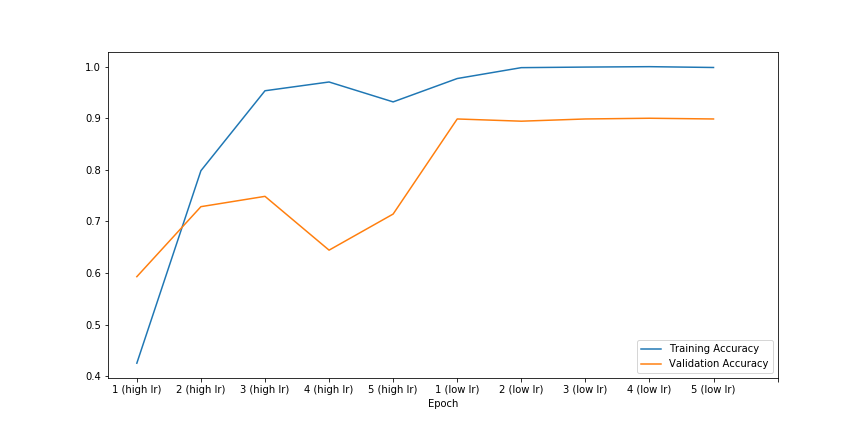 1.0
0.9
0.8
0.7
0.6
0.5
0.4
Training Accuracy
Validation Accuracy
1 (high lr) 2 (high lr) 3 (high lr) 4 (high lr) 5 (high lr) 1 (low lr) 2 (low lr) 3 (low lr) 4 (low lr) 5 (low lr)
Epoch